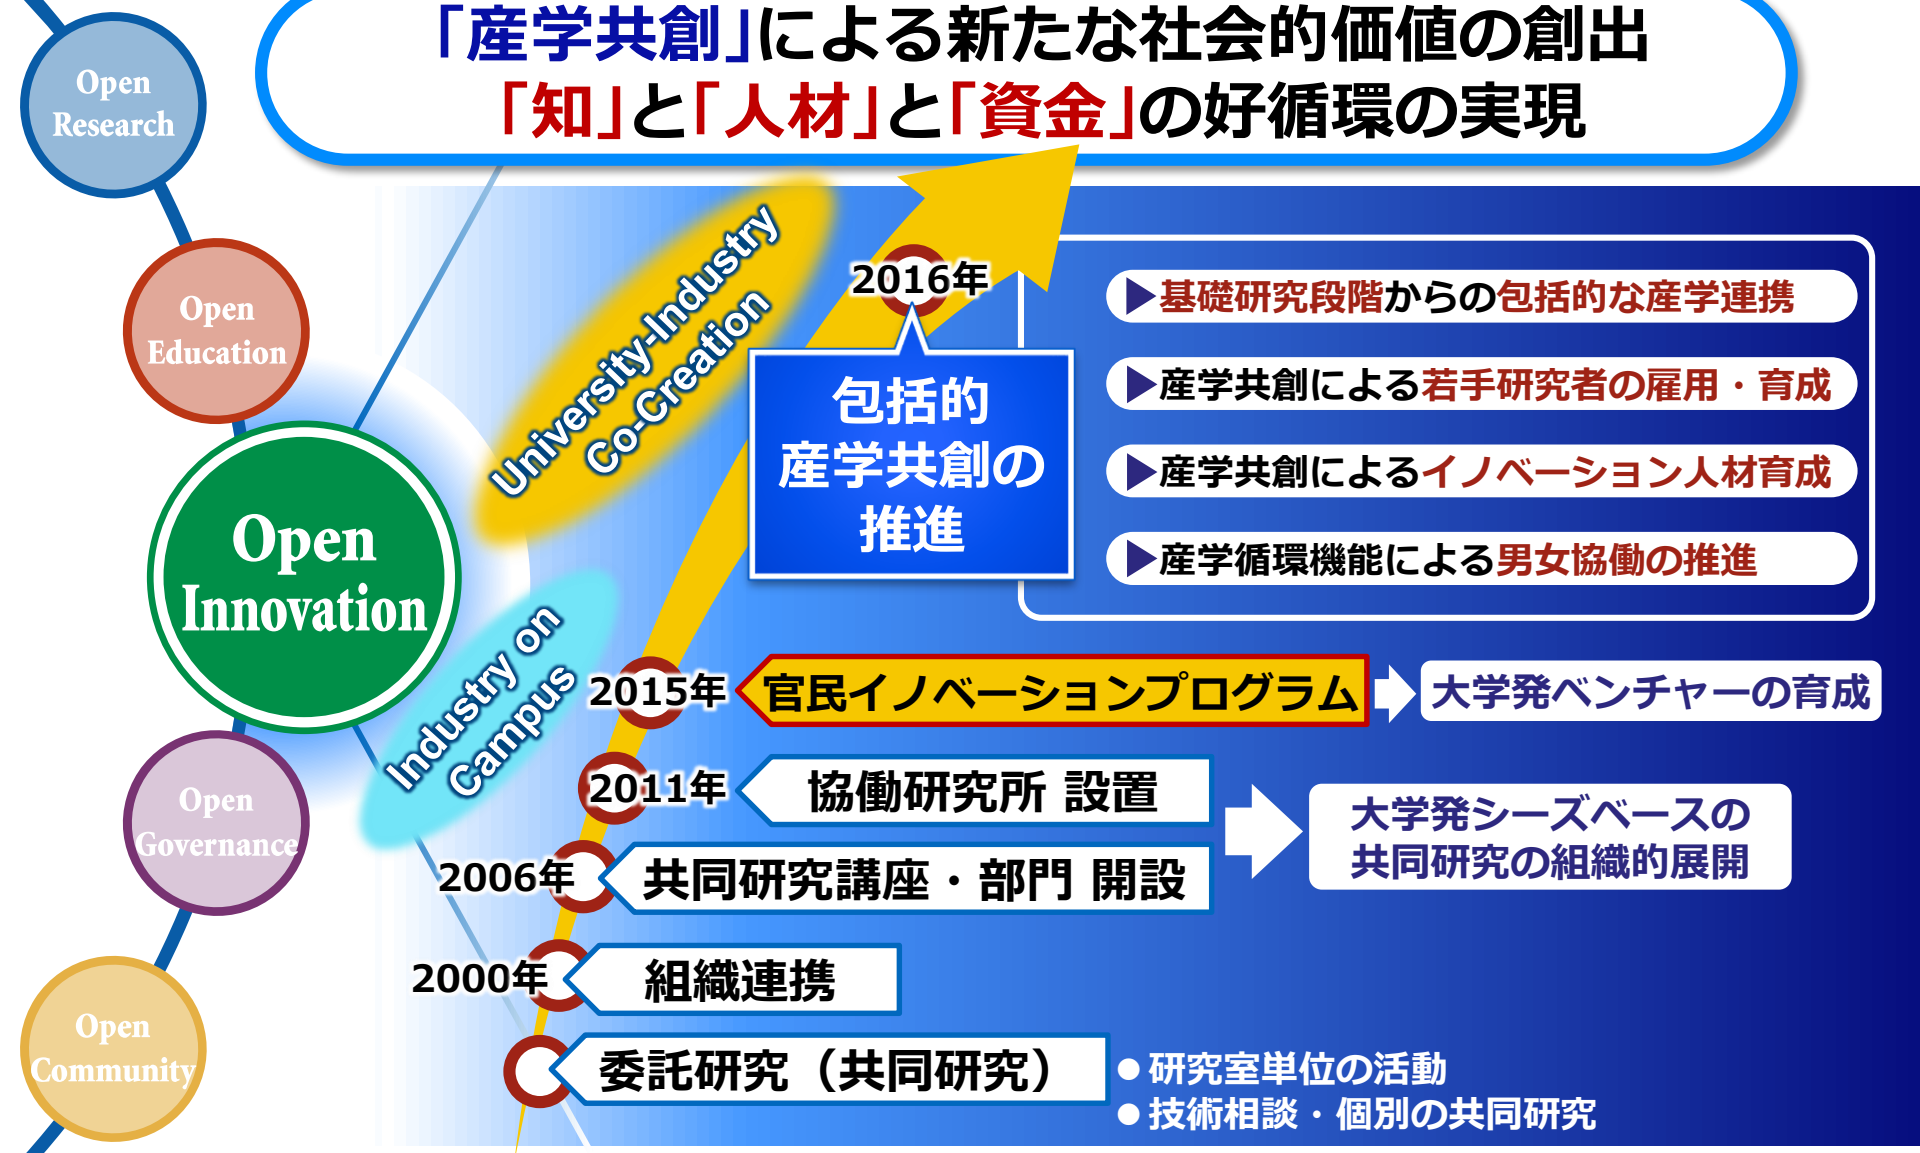 「産学共創」による新たな社会的価値の創出
「知」と「人材」と「資金」の好循環の実現
Open
Research
Open
Education
Open
Innovation
Open
Governance
Open
Community
University-Industry
Co-Creation
Industry on
Campus
2016年
包括的
産学共創の
推進
▶基礎研究段階からの包括的な産学連携
▶産学共創による若手研究者の雇用・育成
▶産学共創によるイノベーション人材育成
▶産学循環機能による男女協働の推進
2015年 官民イノベーションプログラム 大学発ベンチャーの育成
2011年 協働研究所 設置
2006年 共同研究講座・部門 開設
大学発シーズベースの
共同研究の組織的展開
2000年 組織連携
委託研究（共同研究）
●研究室単位の活動
●技術相談・個別の共同研究